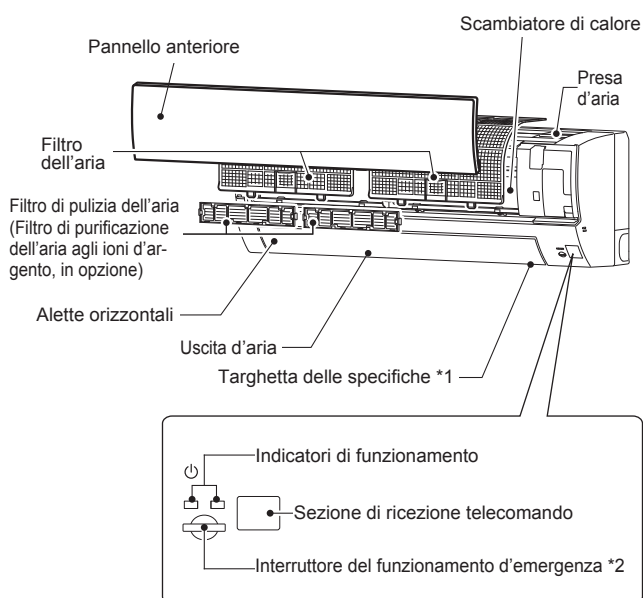 Scambiatore di calore
Pannello anteriore
Presa
d'aria
Filtro
dell'aria
Filtro di pulizia dell'aria
(Filtro di purificazione
dell'aria agli ioni d'ar-
gento, in opzione)
Alette orizzontali
Uscita d'aria
Targhetta delle specifiche *1
Indicatori di funzionamento
Sezione di ricezione telecomando
Interruttore del funzionamento d'emergenza *2